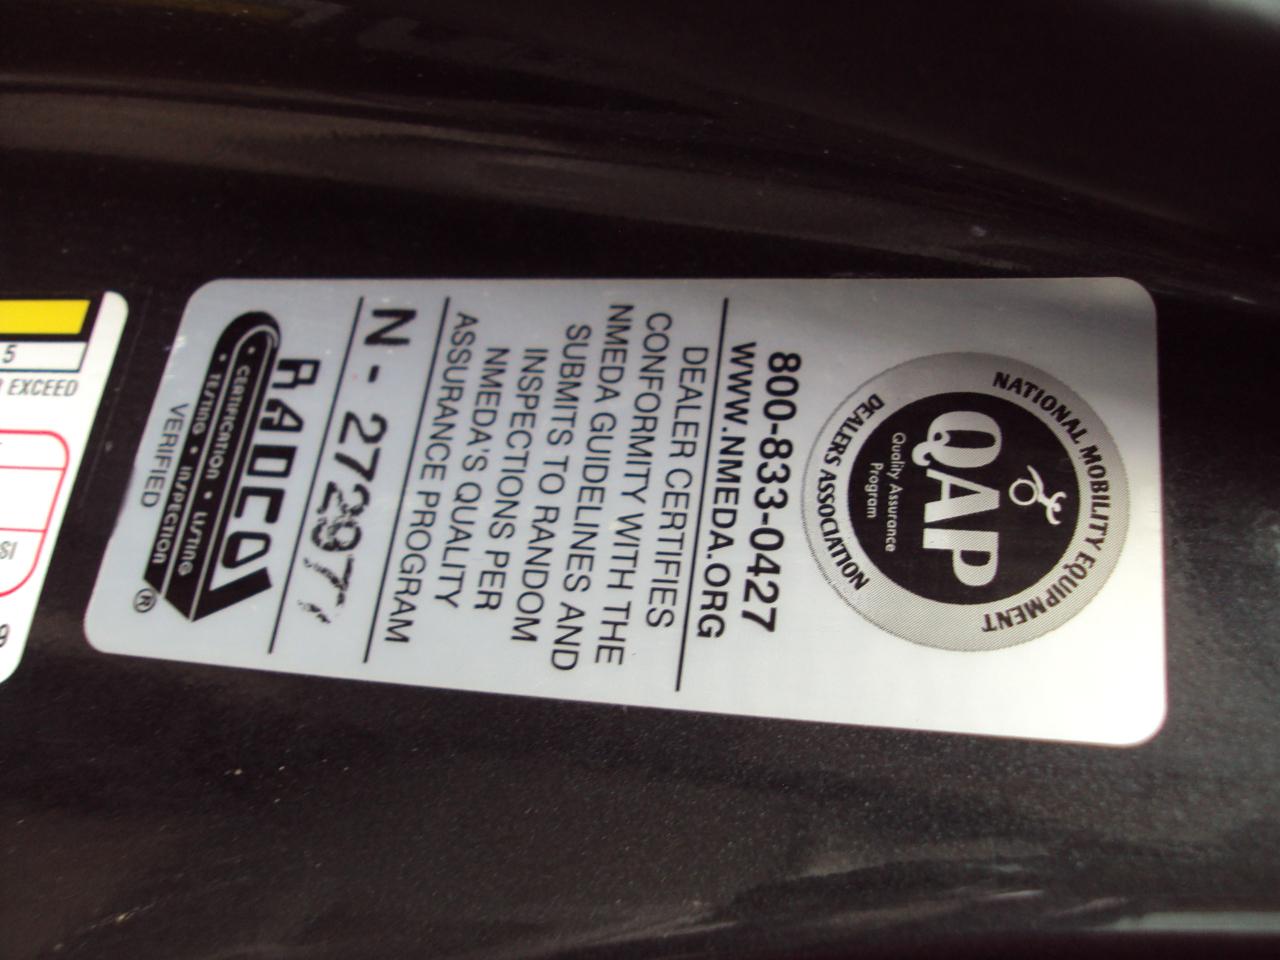 NATIONAL MOBILITY EQUIPMENT
DEALERS ASSOCIATION
QAP
Quality Assurance
Program
800-833-0427
WWW.NMEDA.ORG
DEALER CERTIFIES
CONFORMITY WITH THE
NMEDA GUIDELINES AND
SUBMITS TO RANDOM
INSPECTIONS PER
NMEDA'S QUALITY
ASSURANCE PROGRAM
N-
RADCO
• CERTIFICATION • LISTING
• TESTING • INSPECTION
VERIFIED
®
5
EXCEED
SI
9